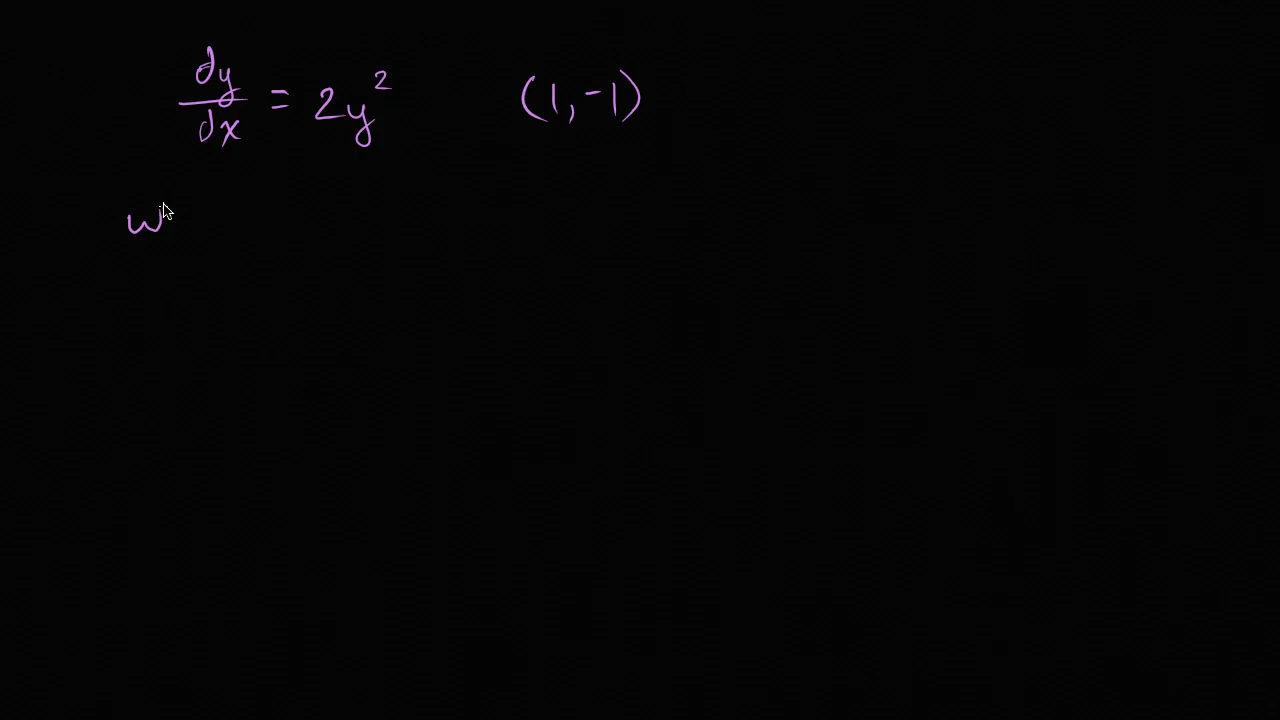 dy/dx = 2y² (1, -1)
w